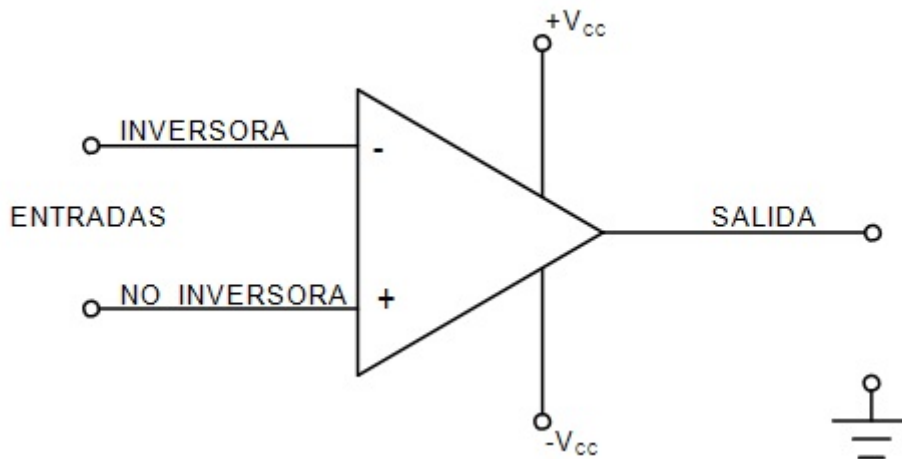 +Vcc
INVERSORA
-
ENTRADAS
SALIDA
NO INVERSORA
+
-Vcc